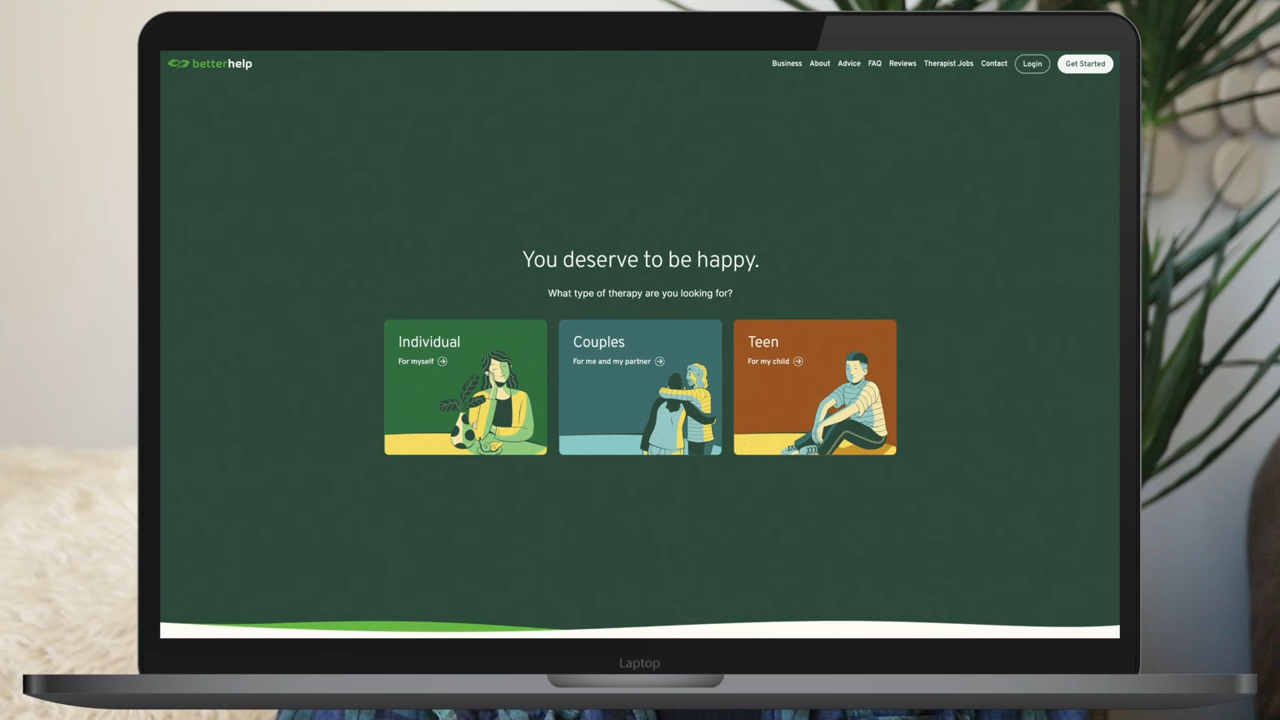 betterhelp
Business About Advice FAQ Reviews Therapist Jobs Contact Login Get Started
You deserve to be happy.
What type of therapy are you looking for?
Individual
For myself
Couples
For me and my partner
Teen
For my child
Laptop